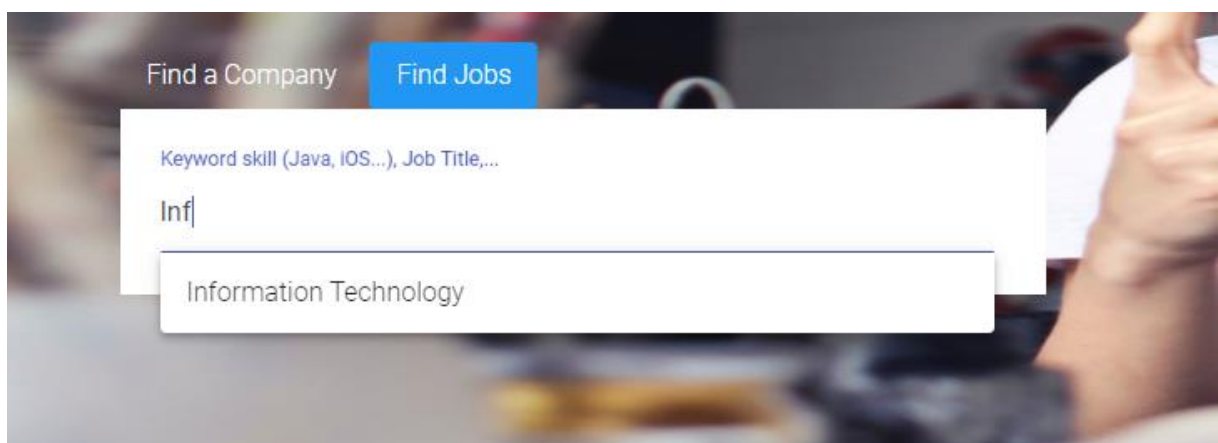 Find a Company Find Jobs
Keyword skill (Java, iOS...), Job Title,...
Inf
Information Technology